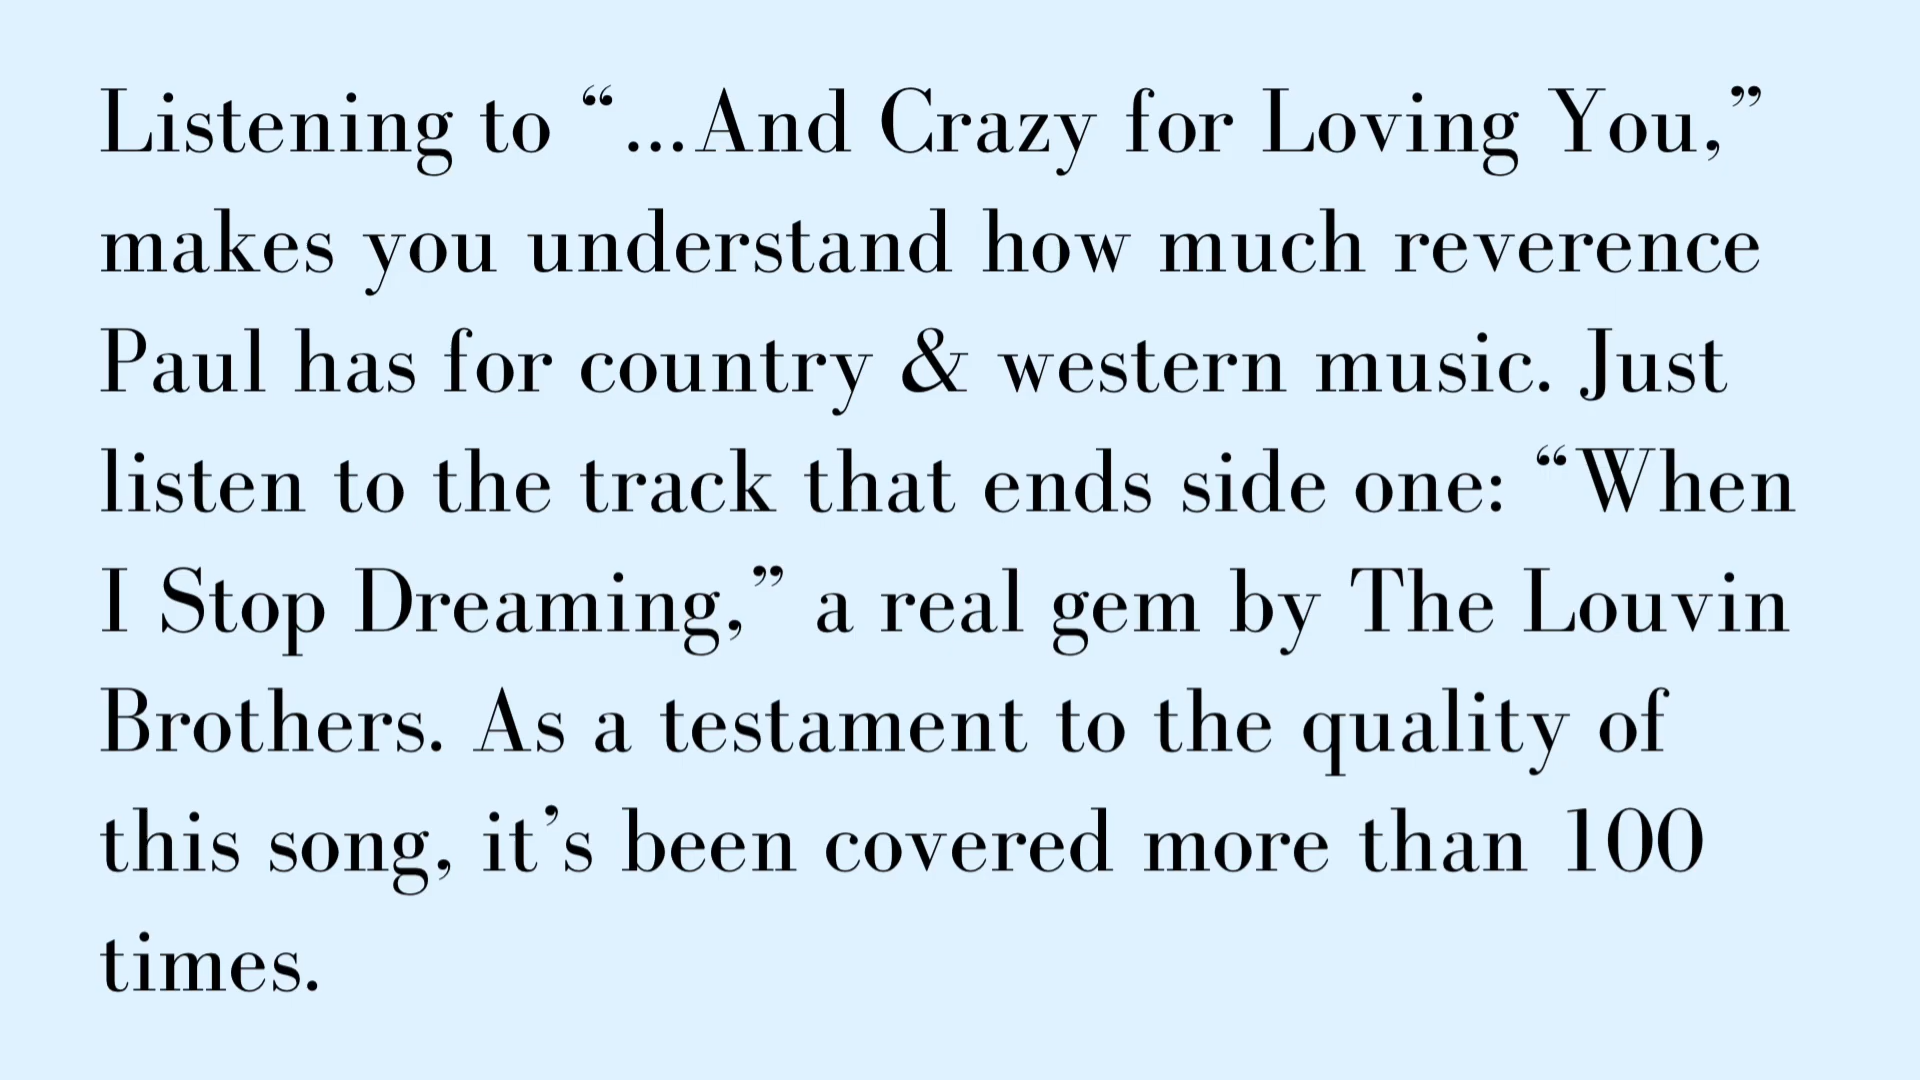 Listening to “...And Crazy for Loving You,”
makes you understand how much reverence
Paul has for country & western music. Just
listen to the track that ends side one: “When
I Stop Dreaming,” a real gem by The Louvin
Brothers. As a testament to the quality of
this song, it’s been covered more than 100
times.